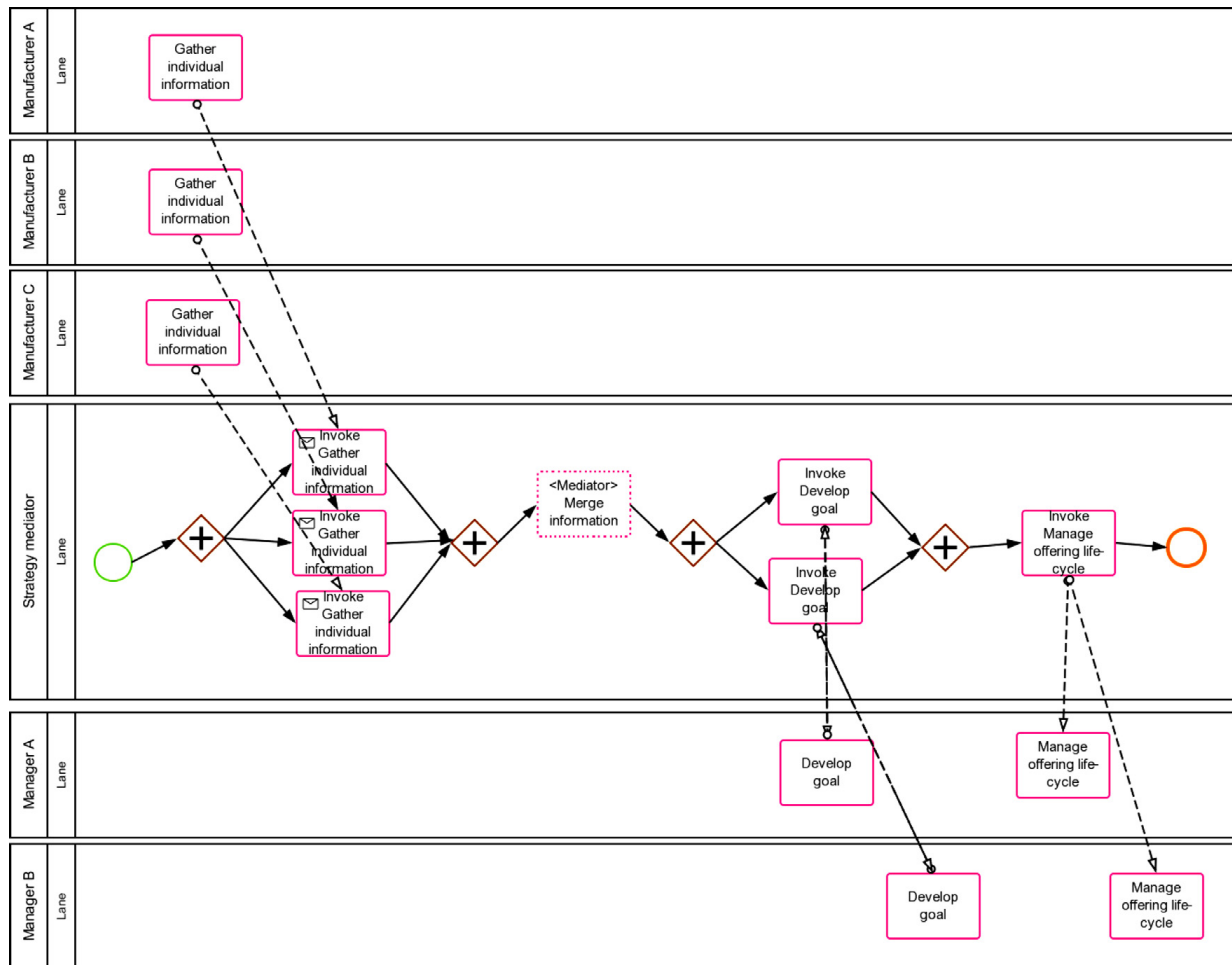 Manufacturer A
Lane
Gather
individual
information
Manufacturer B
Lane
Gather
individual
information
Manufacturer C
Lane
Gather
individual
information
Strategy mediator
Lane
Invoke
Gather
individual
information
Invoke
Gather
individual
information
Invoke
Gather
individual
information
<Mediator>
Merge
information
Invoke
Develop
goal
Invoke
Develop
goal
Invoke
Manage
offering life-
cycle
Manager A
Lane
Develop
goal
Manage
offering life-
cycle
Manager B
Lane
Develop
goal
Manage
offering life-
cycle